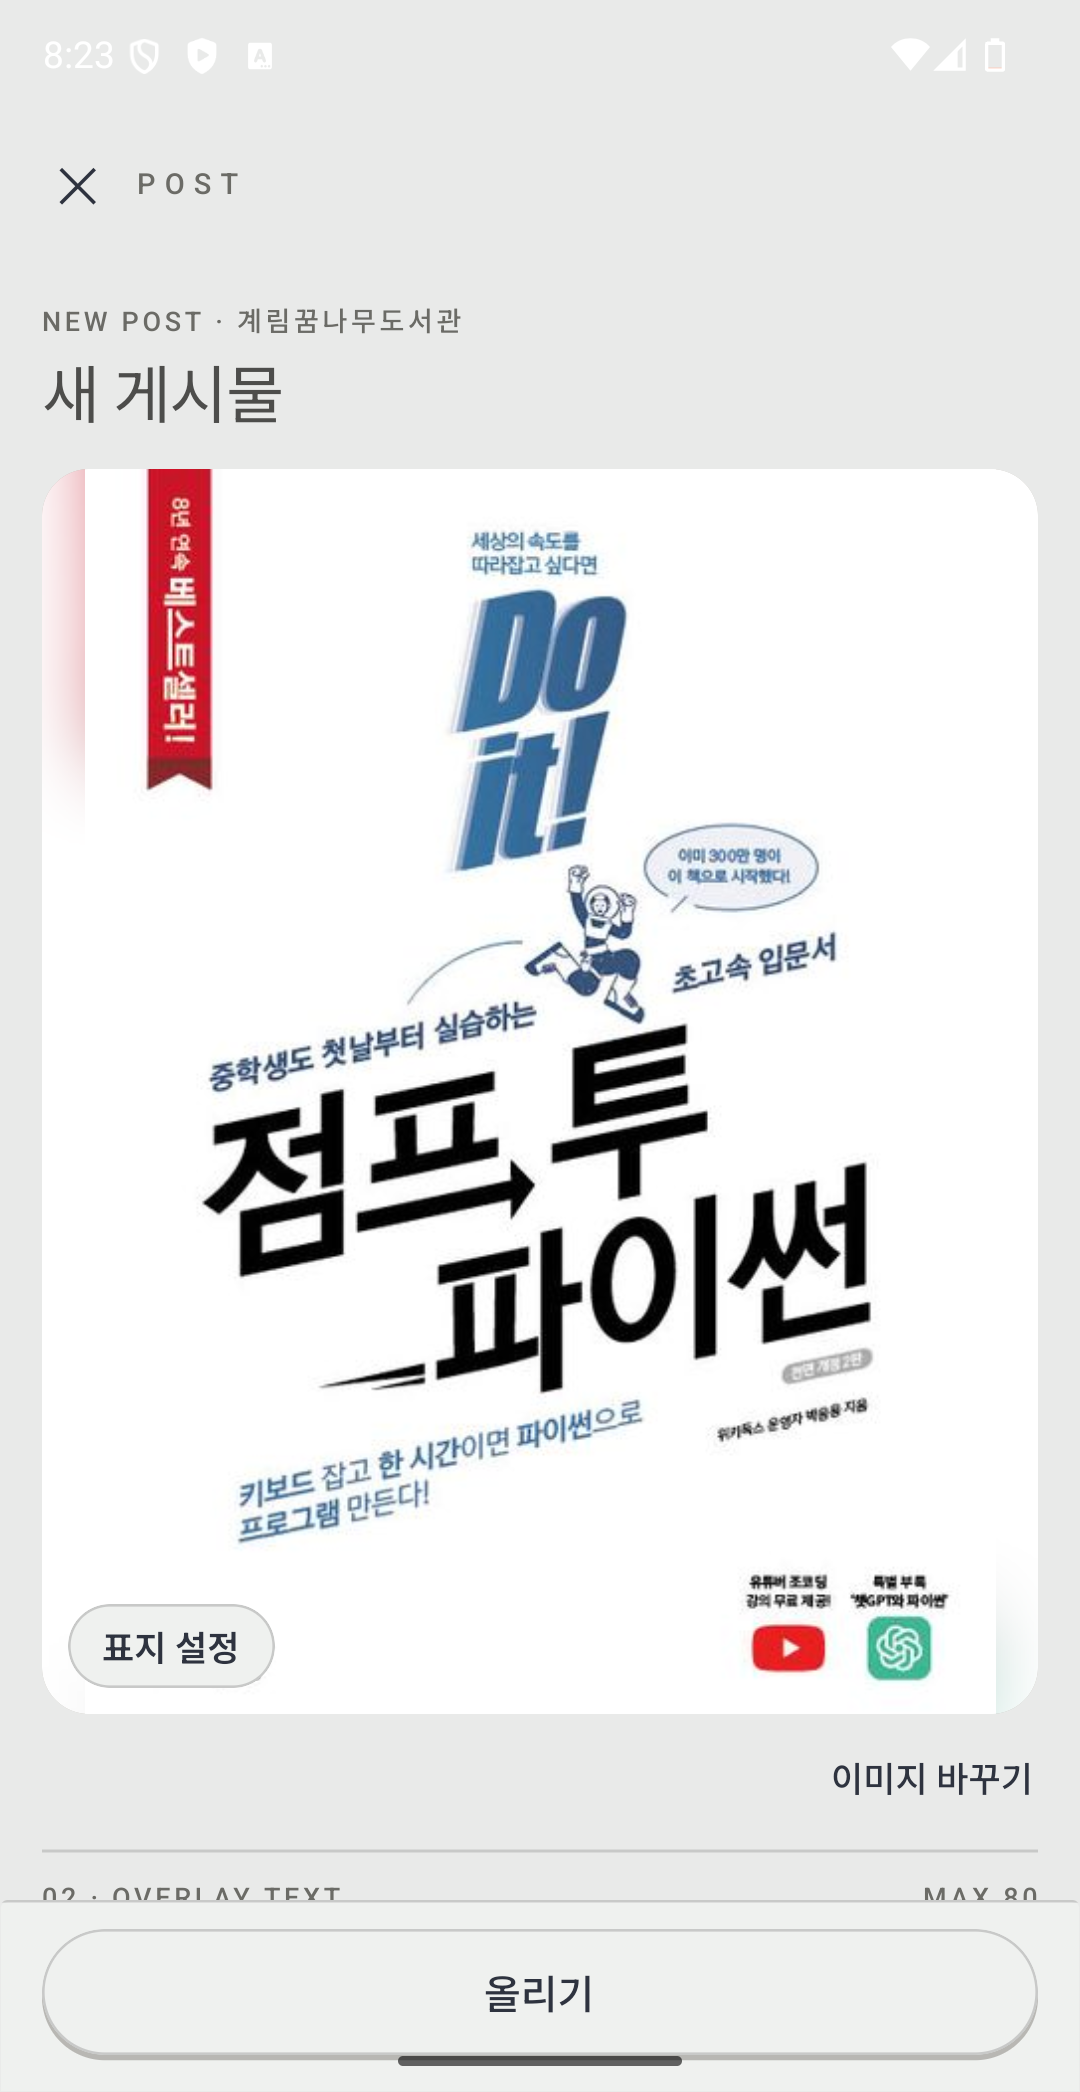 8:23
POST
NEW POST · 계림꿈나무도서관
새 게시물
8년 연속 베스트셀러!
세상의 속도를
따라잡고 싶다면
Do
it!
이미 300만 명이
이 책으로 시작했다!
중학생도 첫날부터 실습하는 초고속 입문서
점프 투
파이썬
전면 개정 2판
위키독스 운영자 박응용 지음
키보드 잡고 한 시간이면 파이썬으로
프로그램 만든다!
유튜버 조코딩
강의 무료 제공!
특별 부록
"챗GPT와 파이썬"
표지 설정
이미지 바꾸기
02 · OVERLAY TEXT
MAX 80
올리기